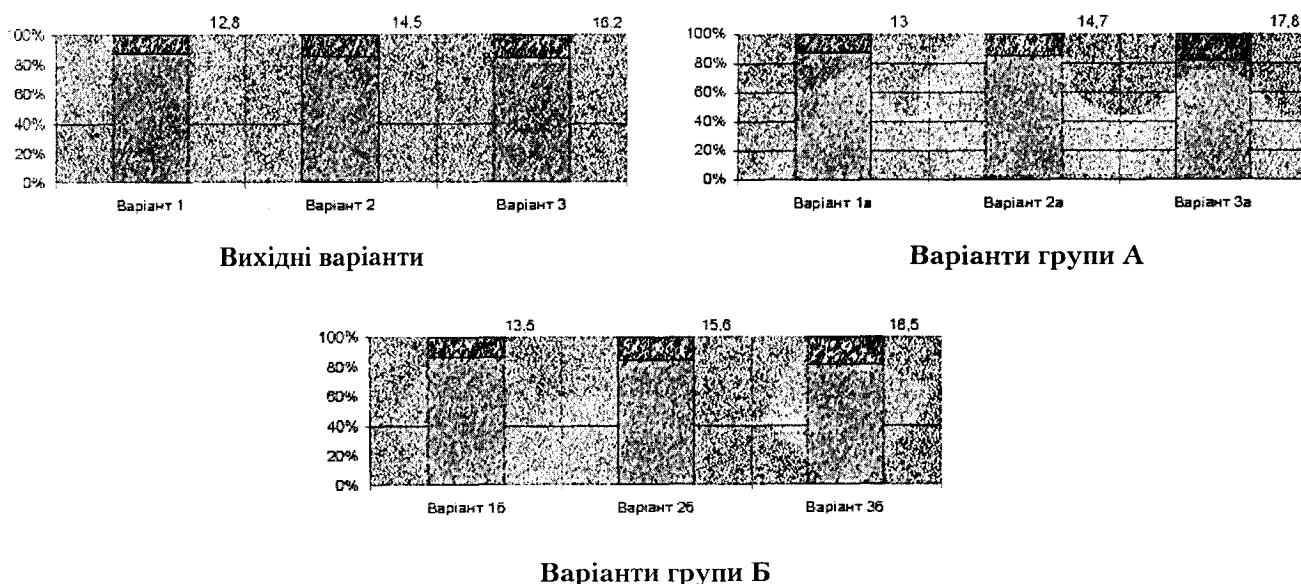 12,8 14,5 16,2
100%
80%
40%
20%
0%
Варіант 1 Варіант 2 Варіант 3
Вихідні варіанти
13 14,7 17,8
100%
80%
60%
40%
20%
0%
Варіант 1а Варіант 2а Варіант 3а
Варіанти групи А
13,5 15,6 18,5
100%
80%
60%
40%
20%
0%
Варіант 1б Варіант 2б Варіант 3б
Варіанти групи Б